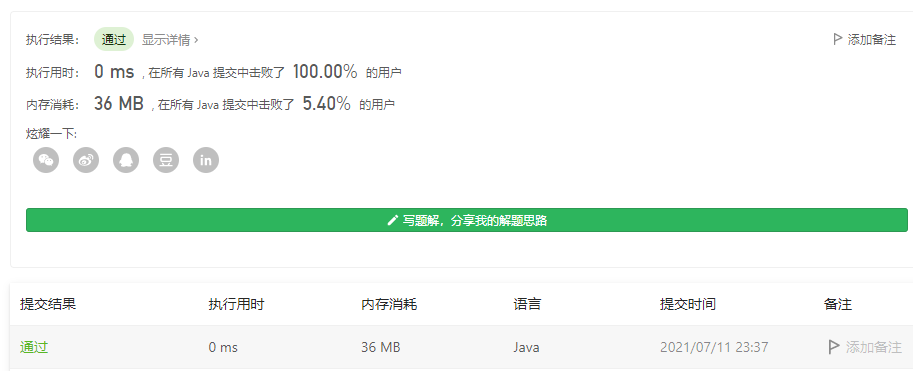 执行结果： 通过 显示详情 › 添加备注
执行用时： 0 ms , 在所有 Java 提交中击败了 100.00% 的用户
内存消耗： 36 MB , 在所有 Java 提交中击败了 5.40% 的用户
炫耀一下:
豆 in
写题解，分享我的解题思路
提交结果 执行用时 内存消耗 语言 提交时间 备注
通过 0 ms 36 MB Java 2021/07/11 23:37 添加备注